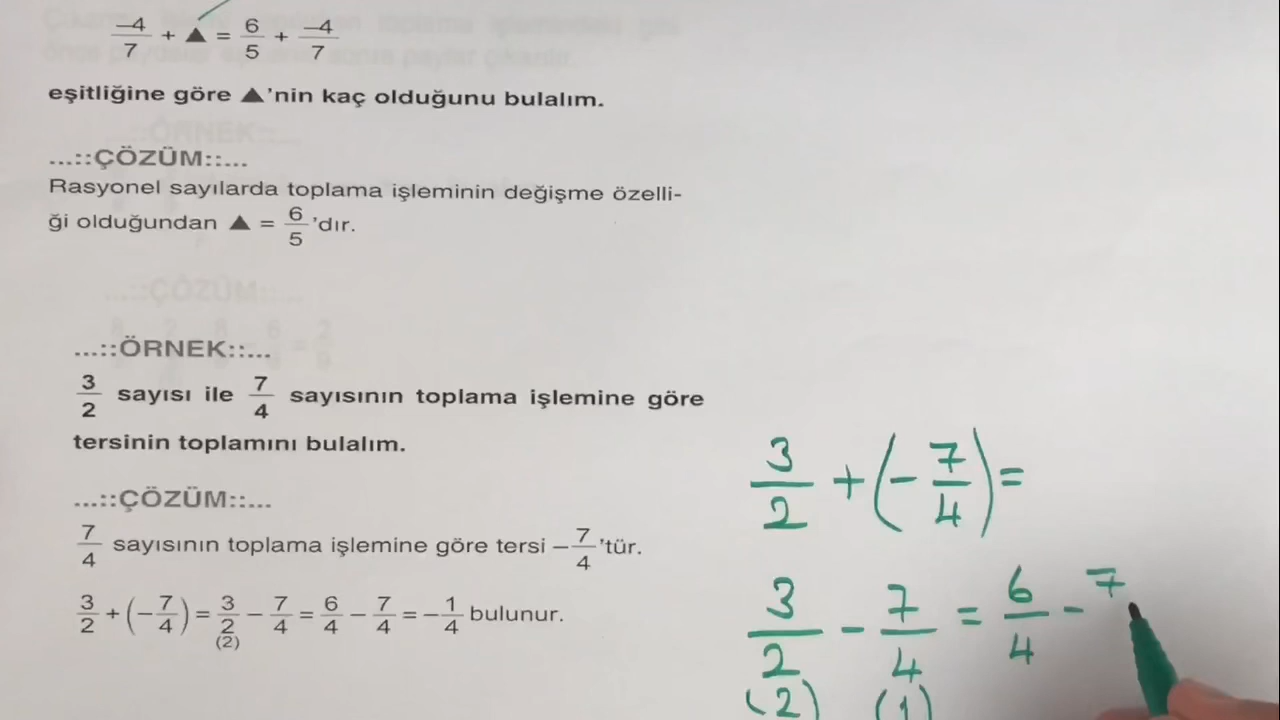 -4/7 + ▲ = 6/5 + -4/7
eşitliğine göre ▲'nin kaç olduğunu bulalım.
...::ÇÖZÜM::...
Rasyonel sayılarda toplama işleminin değişme özelli-
ği olduğundan ▲ = 6/5 'dır.
...::ÖRNEK::...
3/2 sayısı ile 7/4 sayısının toplama işlemine göre
tersinin toplamını bulalım.
...::ÇÖZÜM::...
7/4 sayısının toplama işlemine göre tersi -7/4 'tür.
3/2 + (-7/4) = 3/2 - 7/4 = 6/4 - 7/4 = -1/4 bulunur.
(2)
3/2 + (-7/4) =
3/2 - 7/4 = 6/4 - 7
(2) (1)